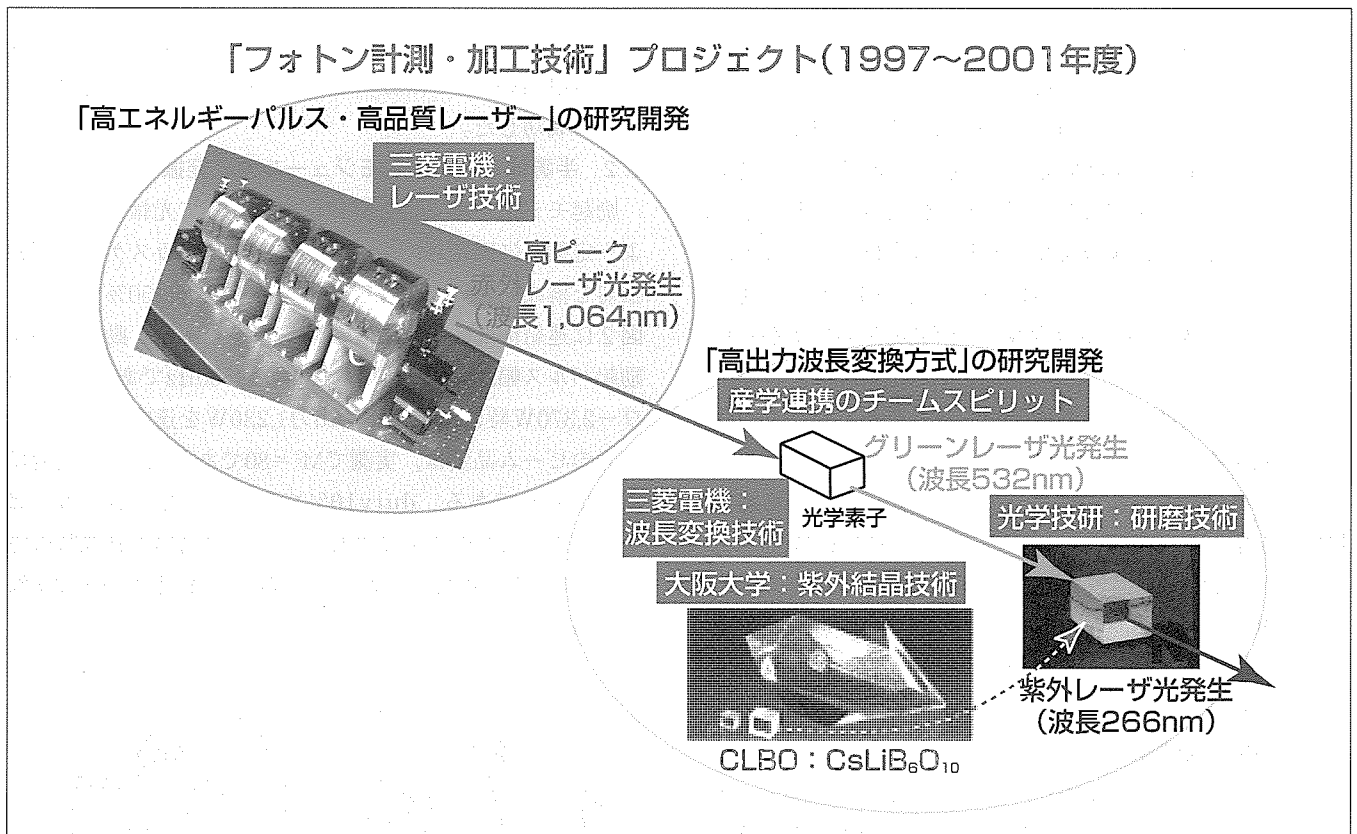 「フォトン計測・加工技術」プロジェクト(1997〜2001年度)
「高エネルギーパルス・高品質レーザー」の研究開発
三菱電機：
レーザ技術
高ピーク
レーザ光発生
(波長1,064nm)
「高出力波長変換方式」の研究開発
産学連携のチームスピリット
グリーンレーザ光発生
(波長532nm)
光学素子
三菱電機：
波長変換技術
光学技研：研磨技術
大阪大学：紫外結晶技術
紫外レーザ光発生
(波長266nm)
CLBO：CsLiB₆O₁₀